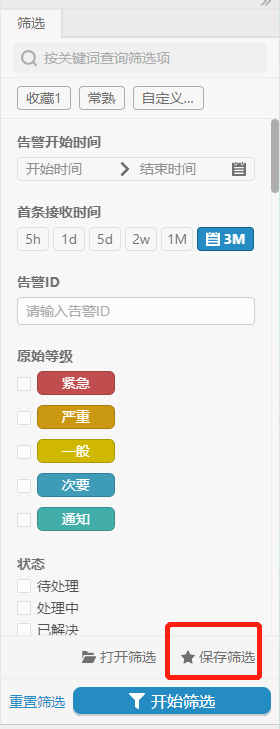 筛选
按关键词查询筛选项
收藏1 常熟 自定义...
告警开始时间
开始时间 结束时间
首条接收时间
5h 1d 5d 2w 1M 3M
告警ID
请输入告警ID
原始等级
紧急
严重
一般
次要
通知
状态
待处理
处理中
已解决
打开筛选 保存筛选
重置筛选 开始筛选